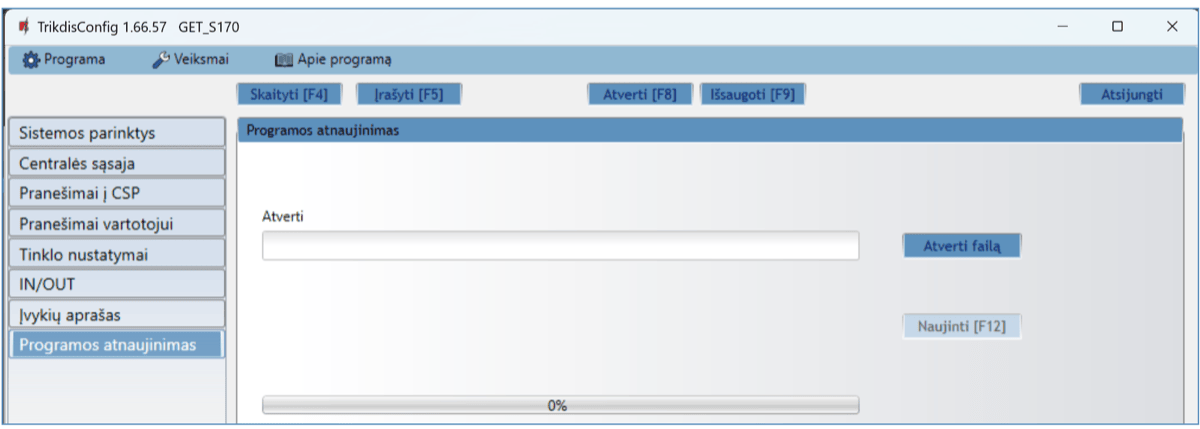 TrikdisConfig 1.66.57 GET_S170
Programa Veiksmai Apie programą
Skaityti [F4] Įrašyti [F5] Atverti [F8] Išsaugoti [F9] Atsijungti
Sistemos parinktys
Centralės sąsaja
Pranešimai į CSP
Pranešimai vartotojui
Tinklo nustatymai
IN/OUT
Įvykių aprašas
Programos atnaujinimas
Programos atnaujinimas
Atverti
Atverti failą
Naujinti [F12]
0%